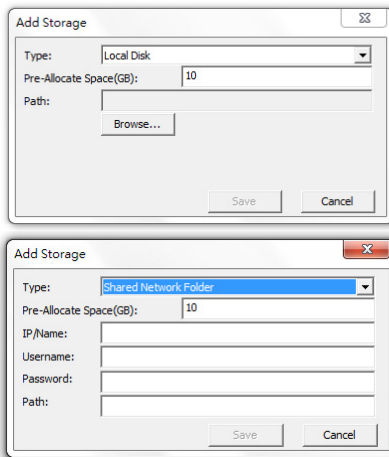 Add Storage
Type: Local Disk
Pre-Allocate Space(GB): 10
Path:
Browse...
Save Cancel
Add Storage
Type: Shared Network Folder
Pre-Allocate Space(GB): 10
IP/Name:
Username:
Password:
Path:
Save Cancel